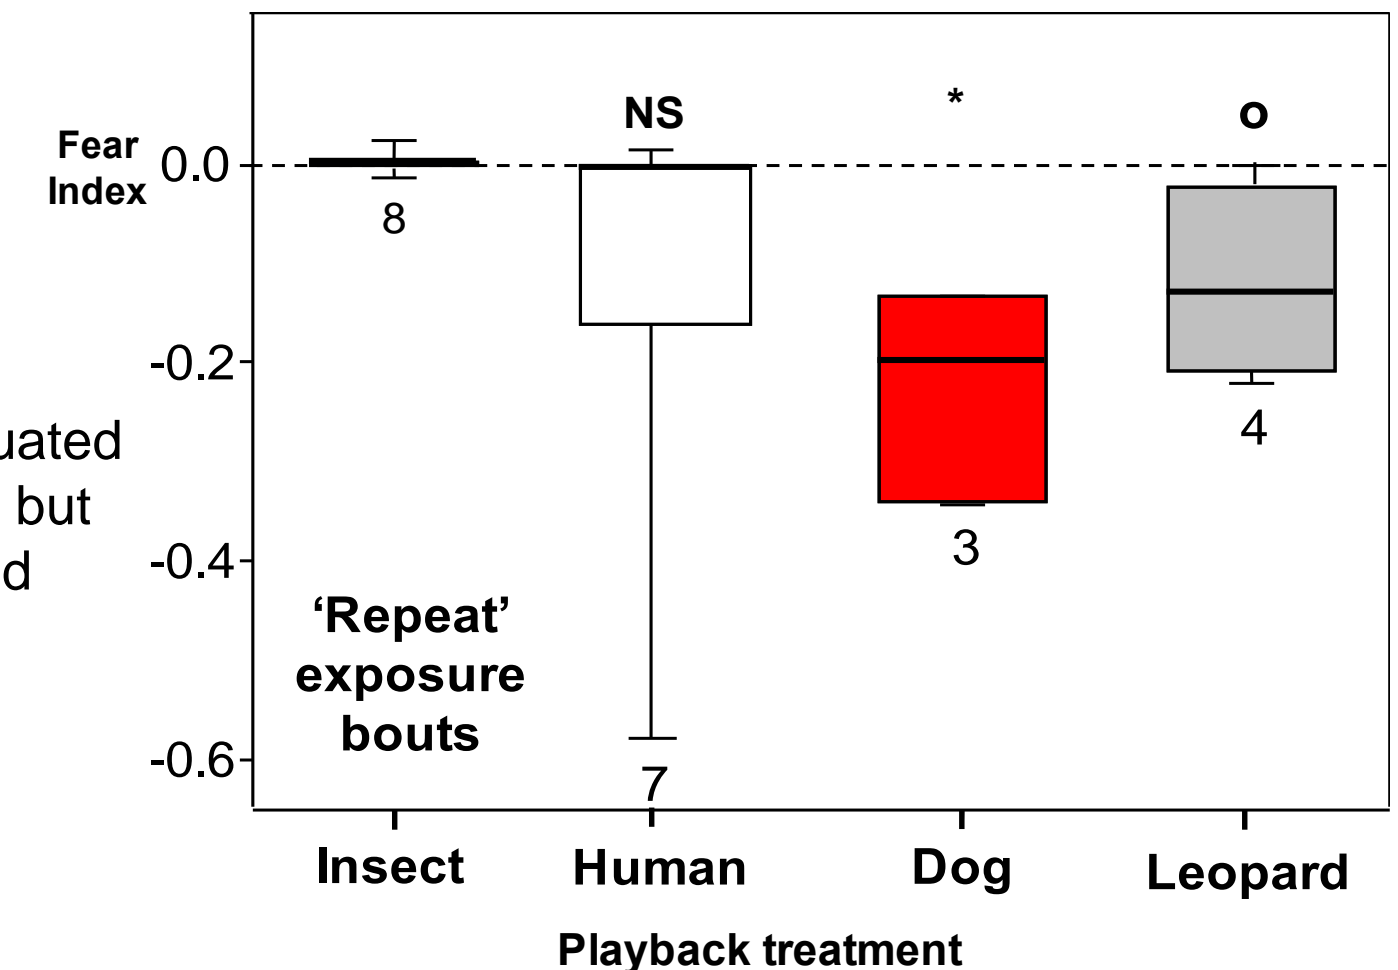 Fear
Index
0.0
-0.2
-0.4
-0.6
NS
*
o
8
7
3
4
but
‘Repeat’
exposure
bouts
Insect
Human
Dog
Leopard
Playback treatment